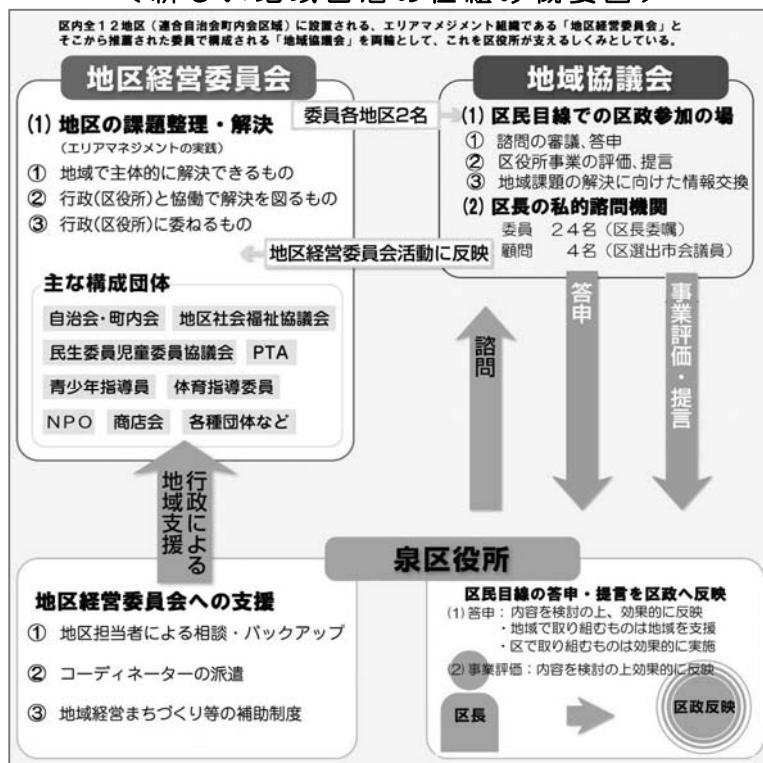 区内全１２地区（連合自治会町内会区域）に設置される、エリアマメジメント組織である「地区経営委員会」と
そこから推薦された委員で構成される「地域協議会」を両輪として、これを区役所が支えるしくみとしている。
地区経営委員会
(1) 地区の課題整理・解決
（エリアマネジメントの実践）
① 地域で主体的に解決できるもの
② 行政(区役所)と協働で解決を図るもの
③ 行政(区役所)に委ねるもの
主な構成団体
自治会・町内会 地区社会福祉協議会
民生委員児童委員協議会 PTA
青少年指導員 体育指導委員
ＮＰＯ 商店会 各種団体など
委員各地区2名
地区経営委員会活動に反映
地域協議会
(1) 区民目線での区政参加の場
① 諮問の審議、答申
② 区役所事業の評価、提言
③ 地域課題の解決に向けた情報交換
(2) 区長の私的諮問機関
委員 ２４名（区長委嘱）
顧問 ４名（区選出市会議員）
諮問
答申
事業評価・提言
行政による
地域支援
泉区役所
地区経営委員会への支援
① 地区担当者による相談・バックアップ
② コーディネーターの派遣
③ 地域経営まちづくり等の補助制度
区民目線の答申・提言を区政へ反映
(1) 答申：内容を検討の上、効果的に反映
・地域で取り組むものは地域を支援
・区で取り組むものは効果的に実施
(2) 事業評価：内容を検討の上効果的に反映
区長
区政反映